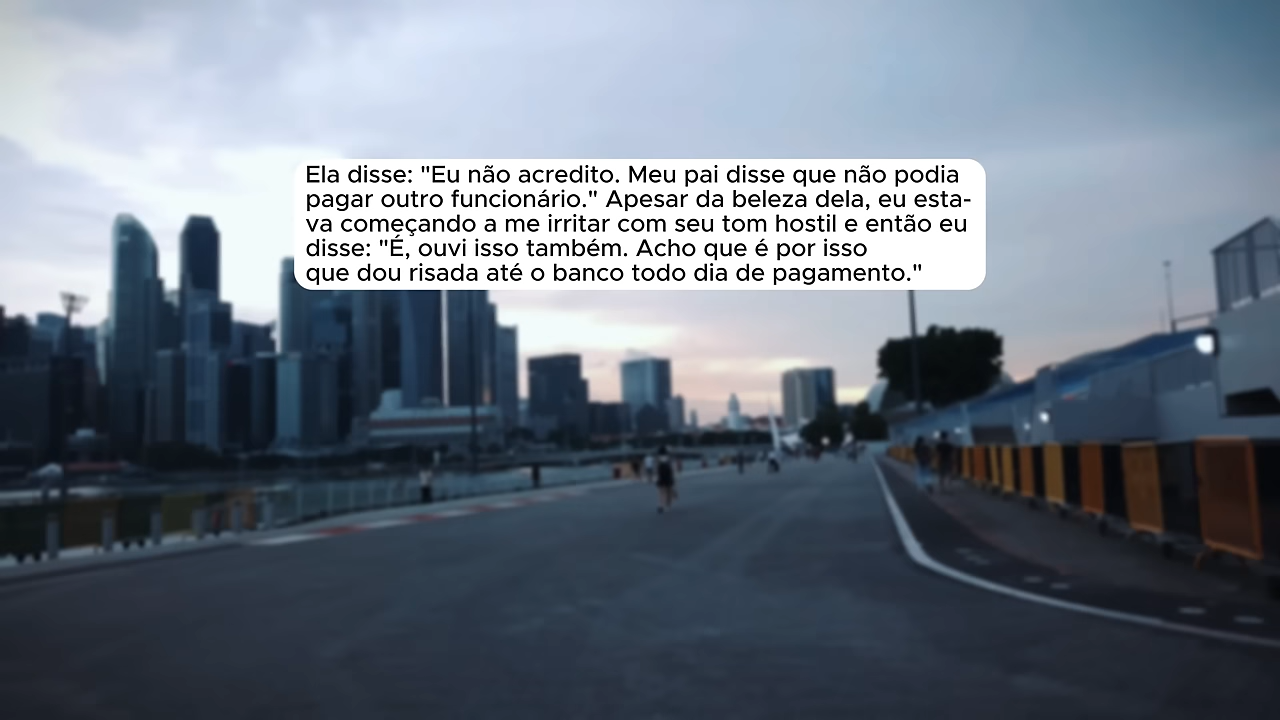 Ela disse: "Eu não acredito. Meu pai disse que não podia
pagar outro funcionário." Apesar da beleza dela, eu esta-
va começando a me irritar com seu tom hostil e então eu
disse: "É, ouvi isso também. Acho que é por isso
que dou risada até o banco todo dia de pagamento."